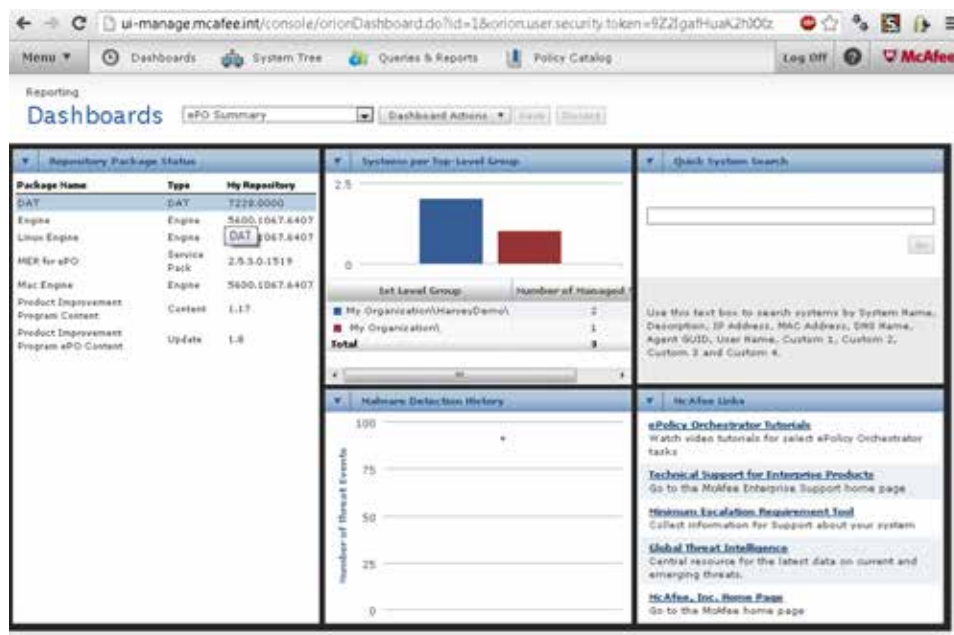 ui-manage.mcafee.int/console/orionDashboard.do?id=1&orion.user.security.token=
Menu Dashboards System Tree Queries & Reports Policy Catalog Log Off McAfee
Reporting
Dashboards ePO Summary Dashboard Actions Save Discard
Repository Package Status
Package Name Type My Repository
DAT DAT 7228.0000
Engine Engine 5600.1067.6407
Linux Engine Engine DAT 067.6407
MER for ePO Service Pack 2.5.3.0.1519
Mac Engine Engine 5600.1067.6407
Product Improvement Program Content Content 1.17
Product Improvement Program ePO Content Update 1.8
Systems per Top-Level Group
2.5
0
1st Level Group Number of Managed
My Organization\HarveyDemo\ 2
My Organization\ 1
Total 3
Quick System Search
Go
Use this text box to search systems by System Name,
Description, IP Address, MAC Address, DNS Name,
Agent GUID, User Name, Custom 1, Custom 2,
Custom 3 and Custom 4.
Malware Detection History
Number of Threat Events
100
75
50
25
0
McAfee Links
ePolicy Orchestrator Tutorials
Watch video tutorials for select ePolicy Orchestrator
tasks
Technical Support for Enterprise Products
Go to the McAfee Enterprise Support home page
Minimum Escalation Requirement Tool
Collect information for Support about your system
Global Threat Intelligence
Central resource for the latest data on current and
emerging threats.
McAfee, Inc. Home Page
Go to the McAfee home page